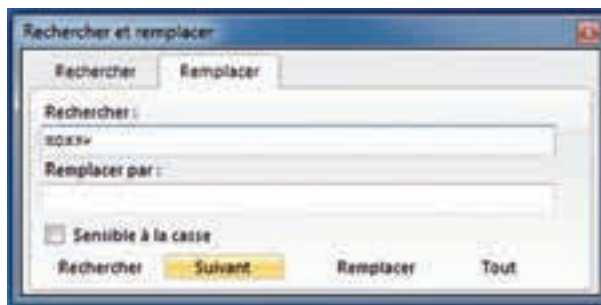 Rechercher et remplacer
Rechercher Remplacer
Rechercher :
Remplacer par :
Sensible à la casse
Rechercher Suivant Remplacer Tout